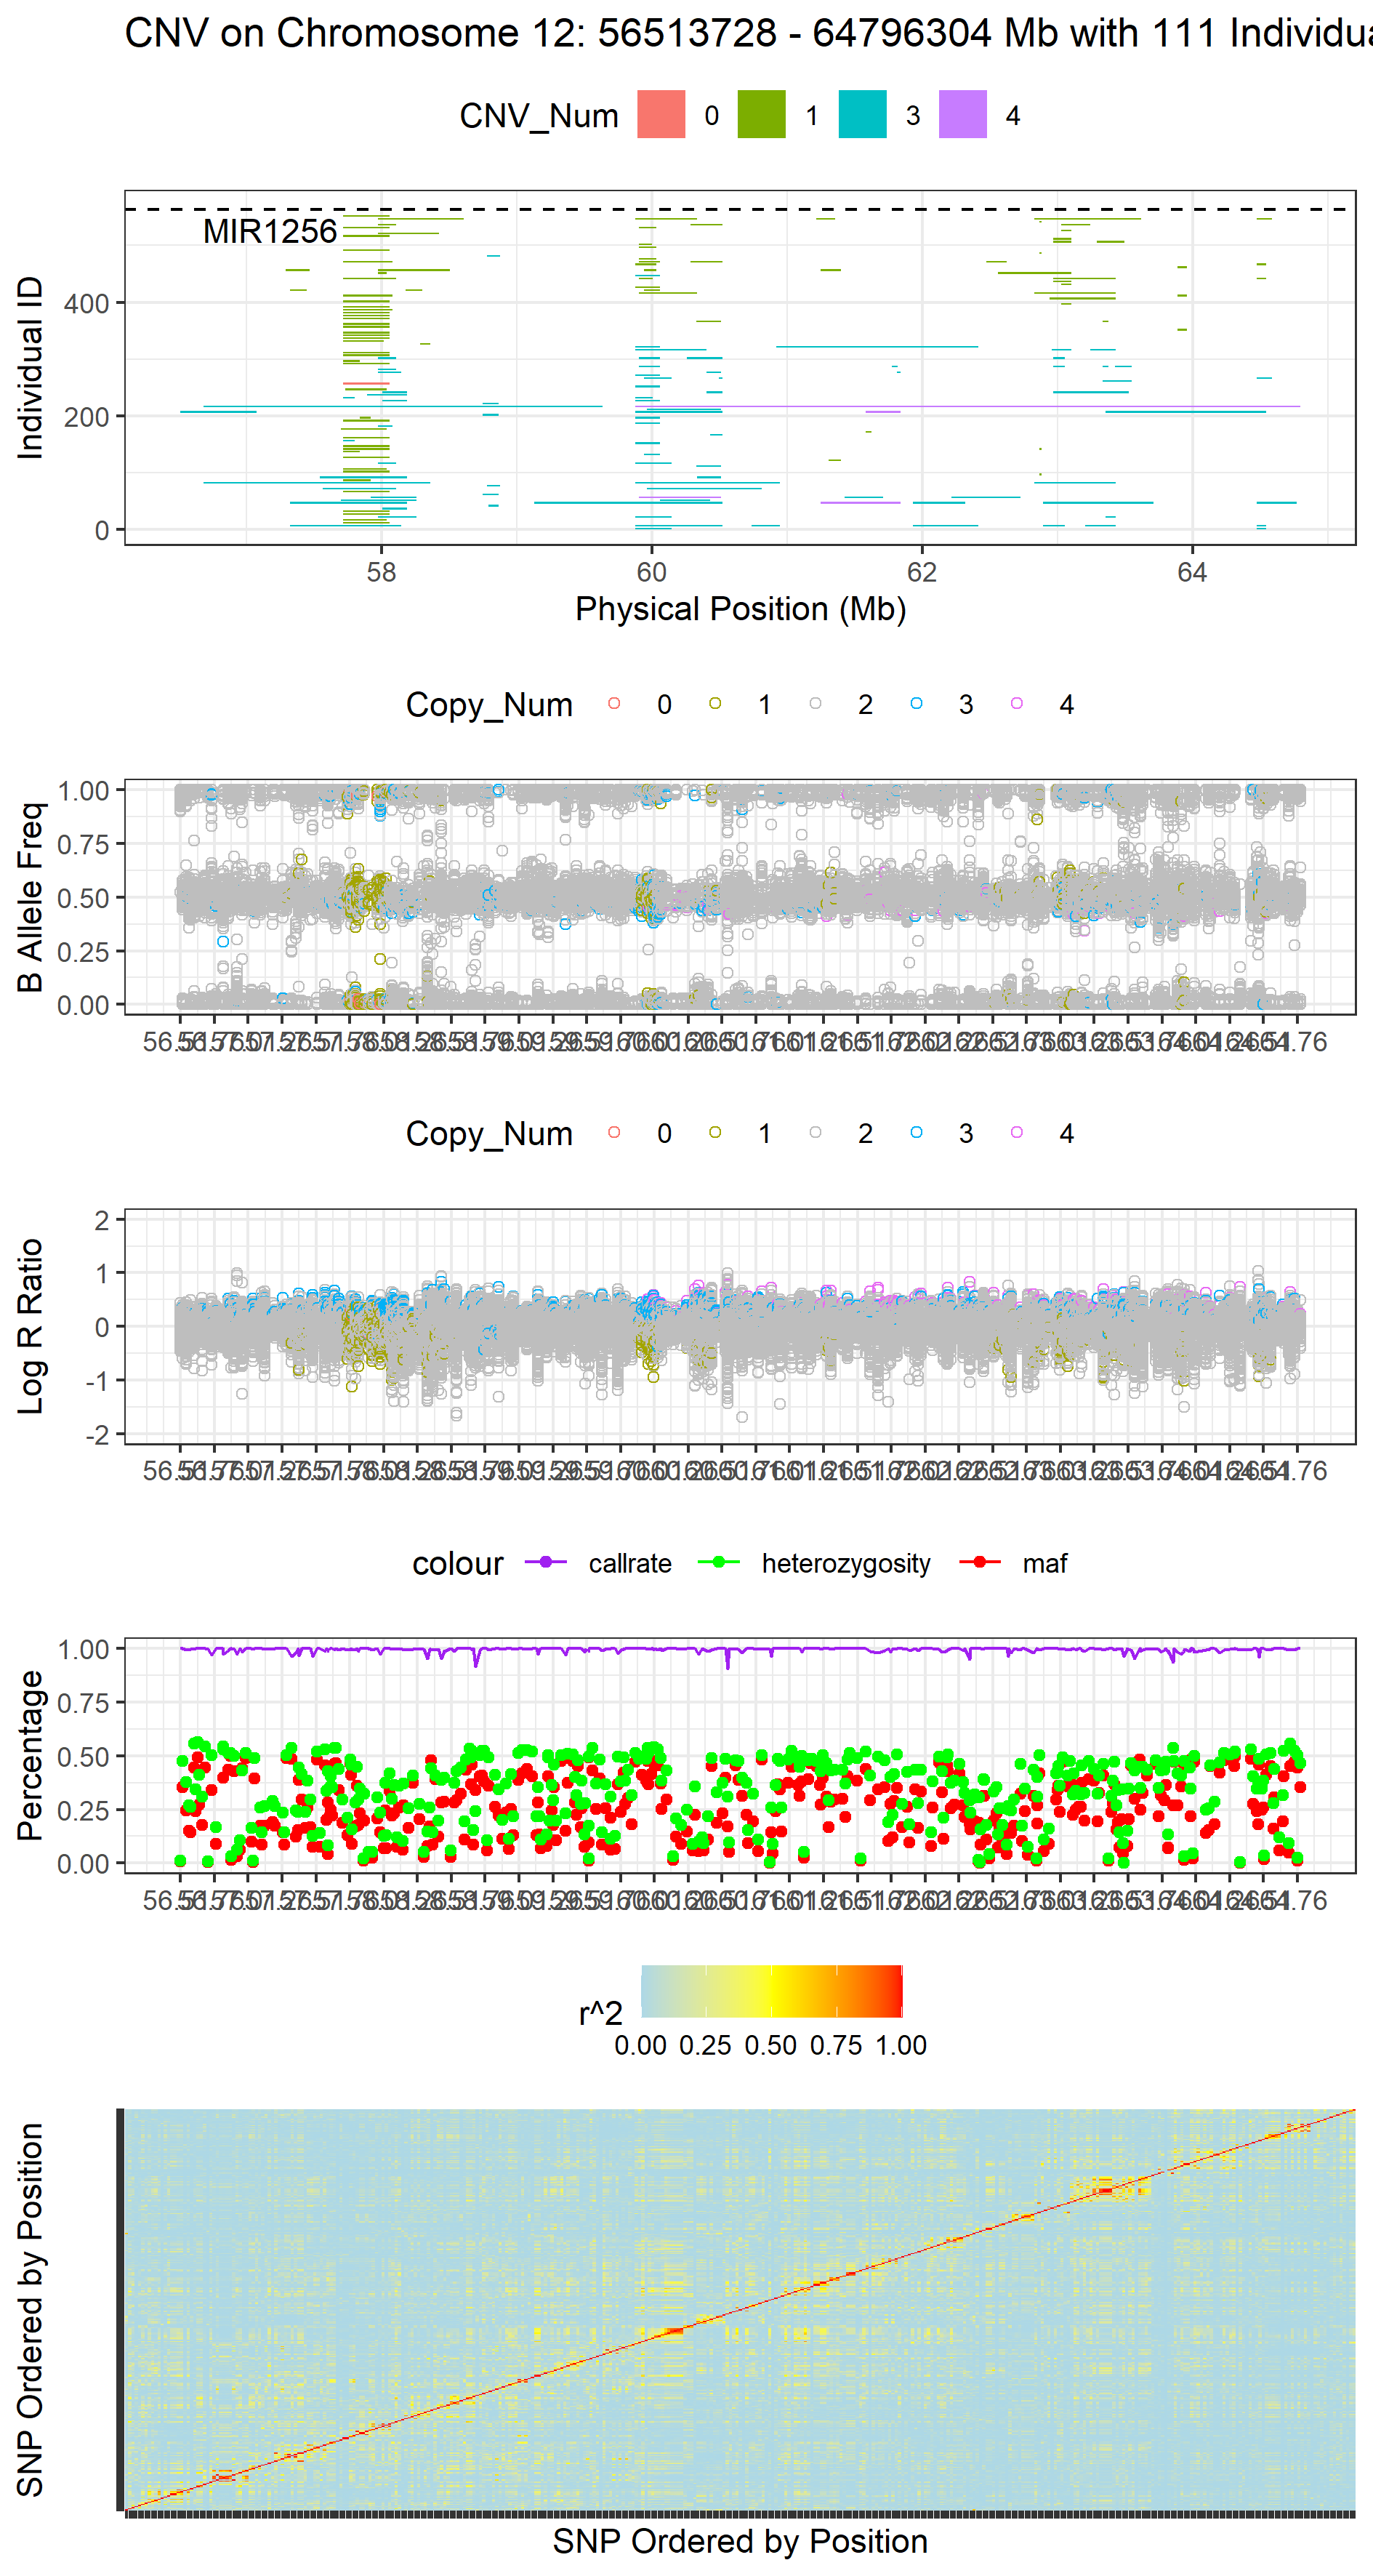 CNV on Chromosome 12: 56513728 - 64796304 Mb with 111 Individua
CNV_Num 0 1 3 4
MIR1256
Individual ID
400
200
0
58 60 62 64
Physical Position (Mb)
Copy_Num 0 1 2 3 4
B Allele Freq
1.00
0.75
0.50
0.25
0.00
Copy_Num 0 1 2 3 4
Log R Ratio
2
1
0
-1
-2
colour callrate heterozygosity maf
Percentage
1.00
0.75
0.50
0.25
0.00
r^2
0.00 0.25 0.50 0.75 1.00
SNP Ordered by Position
SNP Ordered by Position